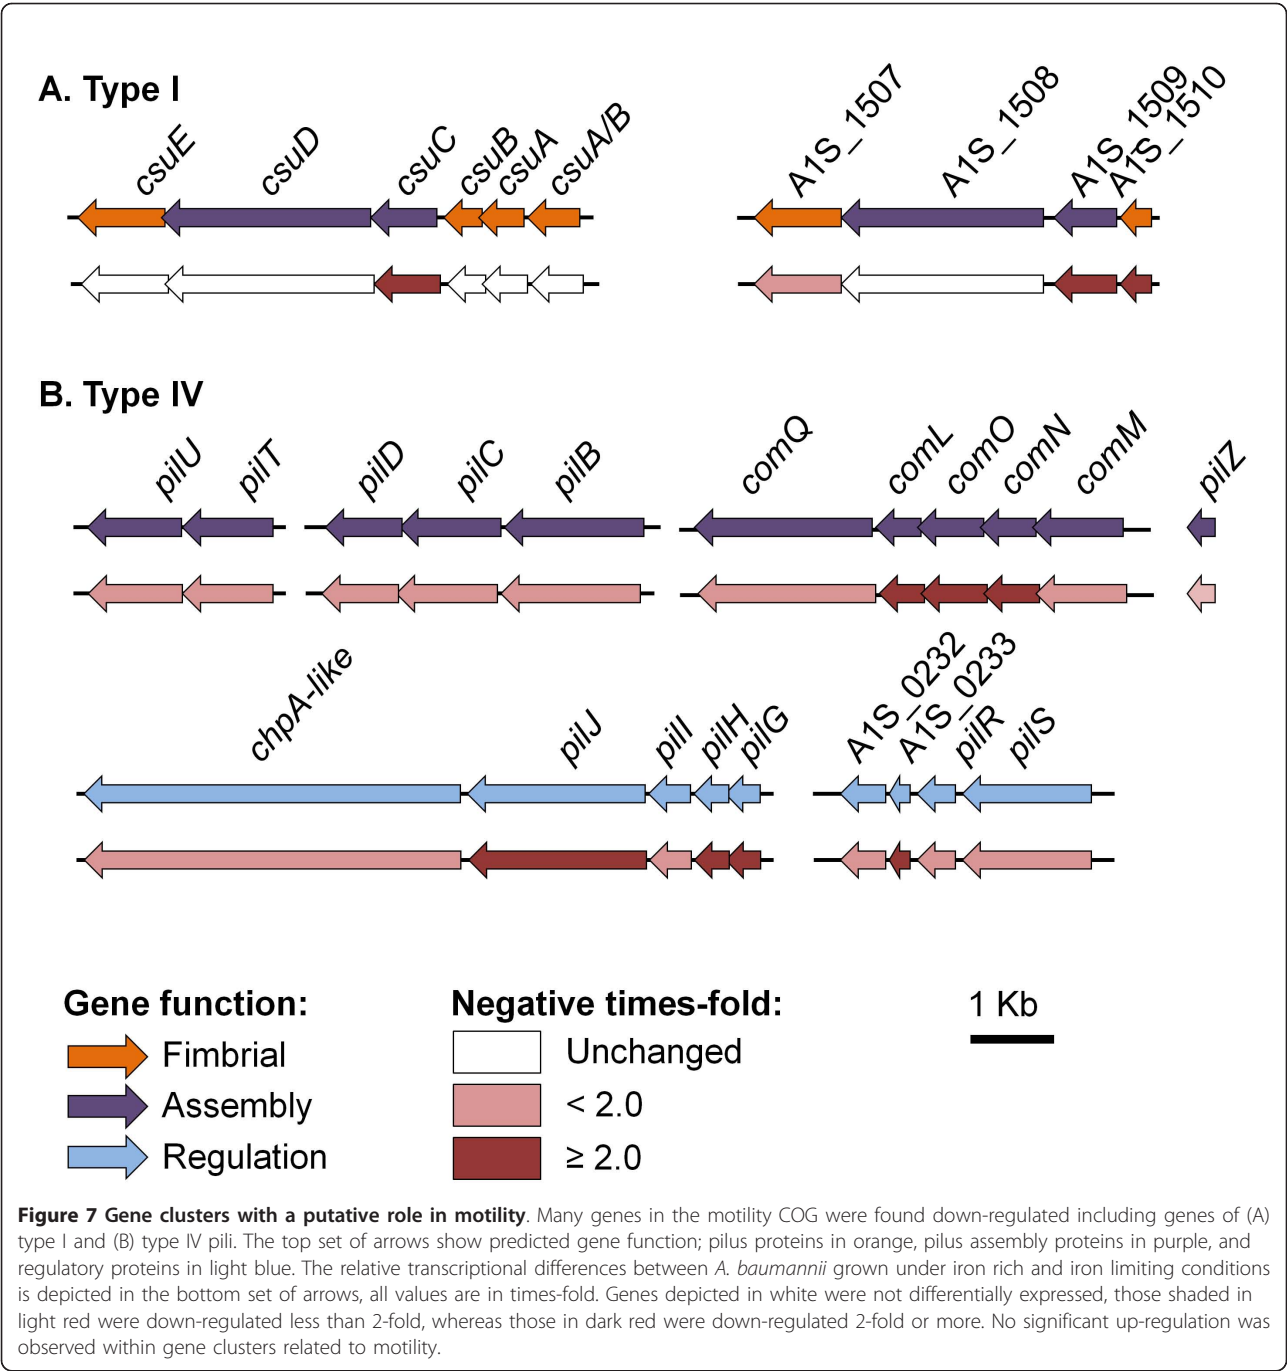 A. Type I
csuE csuD csuC csuB csuA csuA/B A1S_1507 A1S_1508 A1S_1509 A1S_1510
B. Type IV
pilU pilT pilD pilC pilB comQ comL comO comN comM pilZ
chpA-like pilJ pilI pilH pilG A1S_0232 A1S_0233 pilR pilS
Gene function:
Fimbrial
Assembly
Regulation
Negative times-fold:
Unchanged
< 2.0
≥ 2.0
1 Kb
Figure 7 Gene clusters with a putative role in motility. Many genes in the motility COG were found down-regulated including genes of (A)
type I and (B) type IV pili. The top set of arrows show predicted gene function; pilus proteins in orange, pilus assembly proteins in purple, and
regulatory proteins in light blue. The relative transcriptional differences between A. baumannii grown under iron rich and iron limiting conditions
is depicted in the bottom set of arrows, all values are in times-fold. Genes depicted in white were not differentially expressed, those shaded in
light red were down-regulated less than 2-fold, whereas those in dark red were down-regulated 2-fold or more. No significant up-regulation was
observed within gene clusters related to motility.